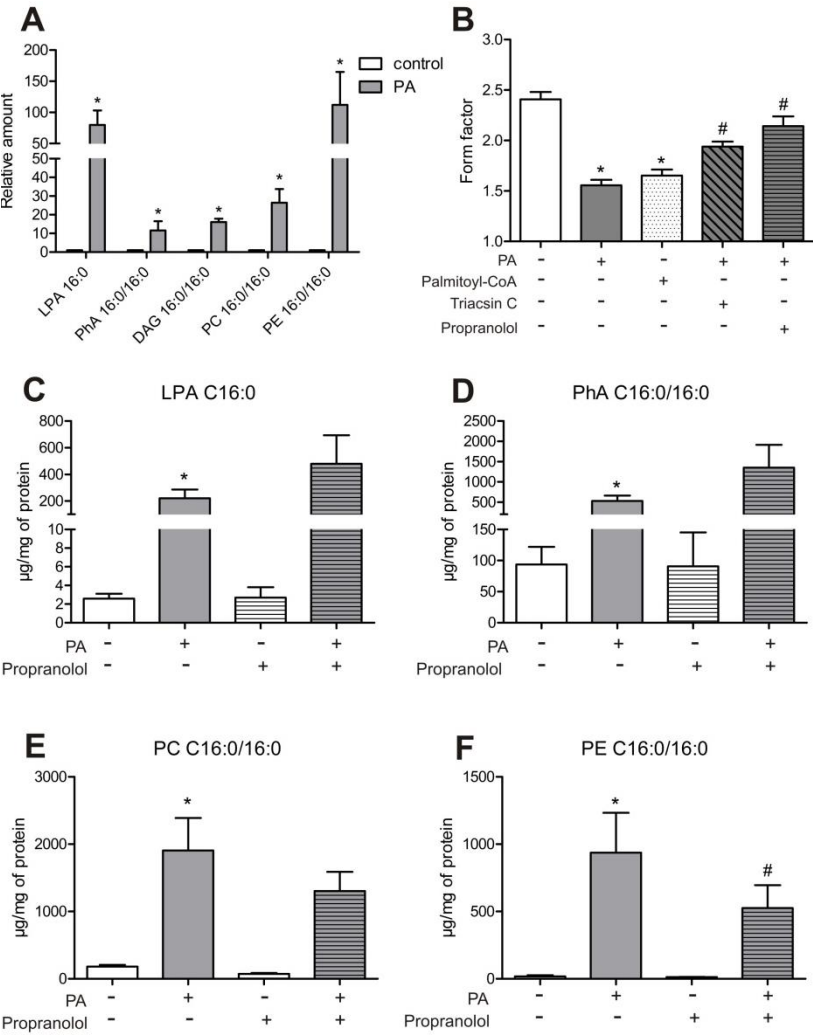 A
Relative amount
200
150
100
50
50
40
30
20
10
0
* * * * *
control
PA
LPA 16:0
PhA 16:0/16:0
DAG 16:0/16:0
PC 16:0/16:0
PE 16:0/16:0
B
Form factor
3.0
2.5
2.0
1.5
1.0
* * # #
PA - + - + +
Palmitoyl-CoA - - + - -
Triacsin C - - - + -
Propranolol - - - - +
C
LPA C16:0
µg/mg of protein
800
600
400
200
10
8
6
4
2
0
*
PA - + - +
Propranolol - - + +
D
PhA C16:0/16:0
µg/mg of protein
2500
2000
1500
1000
500
150
100
50
0
*
PA - + - +
Propranolol - - + +
E
PC C16:0/16:0
µg/mg of protein
3000
2000
1000
0
*
PA - + - +
Propranolol - - + +
F
PE C16:0/16:0
µg/mg of protein
1500
1000
500
0
* #
PA - + - +
Propranolol - - + +